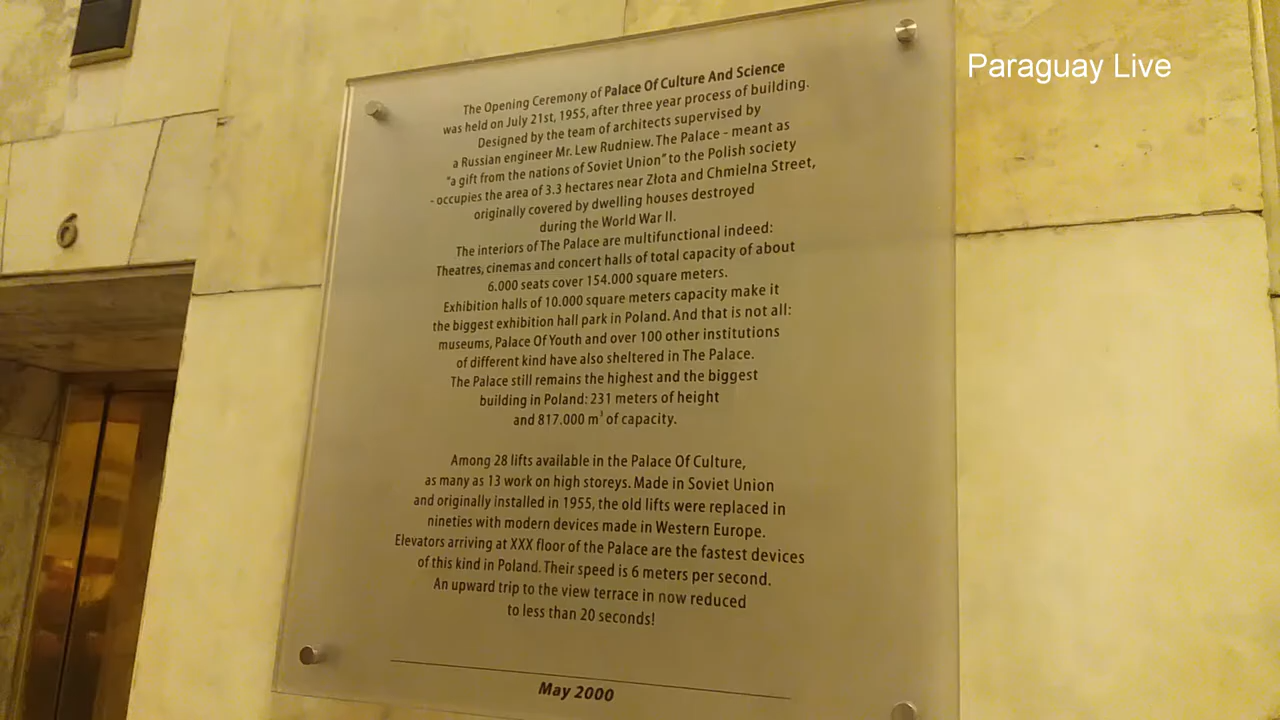 Paraguay Live
6
The Opening Ceremony of Palace Of Culture And Science
was held on July 21st, 1955, after three year process of building.
Designed by the team of architects supervised by
a Russian engineer Mr. Lew Rudniew. The Palace - meant as
"a gift from the nations of Soviet Union" to the Polish society
- occupies the area of 3.3 hectares near Złota and Chmielna Street,
originally covered by dwelling houses destroyed
during the World War II.
The interiors of The Palace are multifunctional indeed:
Theatres, cinemas and concert halls of total capacity of about
6.000 seats cover 154.000 square meters.
Exhibition halls of 10.000 square meters capacity make it
the biggest exhibition hall park in Poland. And that is not all:
museums, Palace Of Youth and over 100 other institutions
of different kind have also sheltered in The Palace.
The Palace still remains the highest and the biggest
building in Poland: 231 meters of height
and 817.000 m³ of capacity.
Among 28 lifts available in the Palace Of Culture,
as many as 13 work on high storeys. Made in Soviet Union
and originally installed in 1955, the old lifts were replaced in
nineties with modern devices made in Western Europe.
Elevators arriving at XXX floor of the Palace are the fastest devices
of this kind in Poland. Their speed is 6 meters per second.
An upward trip to the view terrace in now reduced
to less than 20 seconds!
May 2000